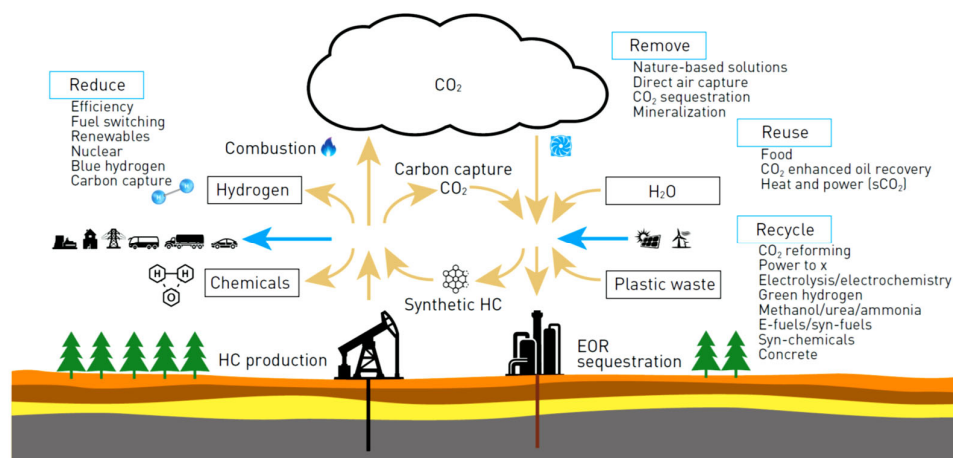 Reduce
Efficiency
Fuel switching
Renewables
Nuclear
Blue hydrogen
Carbon capture
CO₂
Remove
Nature-based solutions
Direct air capture
CO₂ sequestration
Mineralization
Reuse
Food
CO₂ enhanced oil recovery
Heat and power (sCO₂)
Combustion
Hydrogen
Carbon capture
CO₂
H₂O
Recycle
CO₂ reforming
Power to x
Electrolysis/electrochemistry
Green hydrogen
Methanol/urea/ammonia
E-fuels/syn-fuels
Syn-chemicals
Concrete
H H
O
Chemicals
Synthetic HC
Plastic waste
HC production
EOR
sequestration